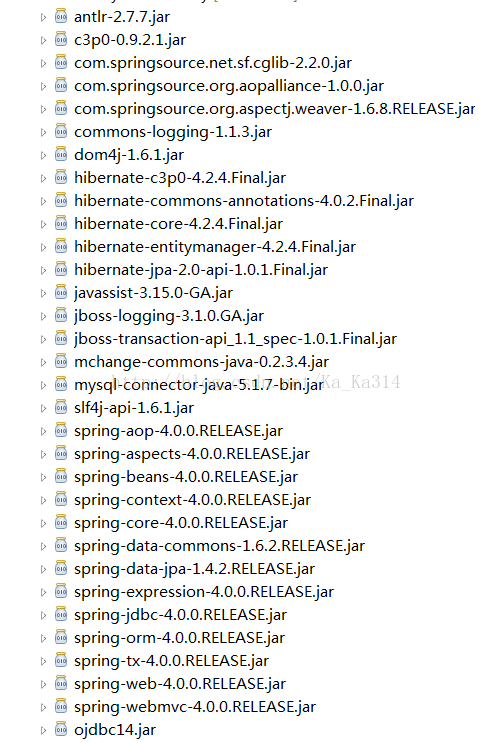 antlr-2.7.7.jar
c3p0-0.9.2.1.jar
com.springsource.net.sf.cglib-2.2.0.jar
com.springsource.org.aopalliance-1.0.0.jar
com.springsource.org.aspectj.weaver-1.6.8.RELEASE.jar
commons-logging-1.1.3.jar
dom4j-1.6.1.jar
hibernate-c3p0-4.2.4.Final.jar
hibernate-commons-annotations-4.0.2.Final.jar
hibernate-core-4.2.4.Final.jar
hibernate-entitymanager-4.2.4.Final.jar
hibernate-jpa-2.0-api-1.0.1.Final.jar
javassist-3.15.0-GA.jar
jboss-logging-3.1.0.GA.jar
jboss-transaction-api_1.1_spec-1.0.1.Final.jar
mchange-commons-java-0.2.3.4.jar
mysql-connector-java-5.1.7-bin.jar
http://blog.csdn.net/Ka_Ka314
slf4j-api-1.6.1.jar
spring-aop-4.0.0.RELEASE.jar
spring-aspects-4.0.0.RELEASE.jar
spring-beans-4.0.0.RELEASE.jar
spring-context-4.0.0.RELEASE.jar
spring-core-4.0.0.RELEASE.jar
spring-data-commons-1.6.2.RELEASE.jar
spring-data-jpa-1.4.2.RELEASE.jar
spring-expression-4.0.0.RELEASE.jar
spring-jdbc-4.0.0.RELEASE.jar
spring-orm-4.0.0.RELEASE.jar
spring-tx-4.0.0.RELEASE.jar
spring-web-4.0.0.RELEASE.jar
spring-webmvc-4.0.0.RELEASE.jar
ojdbc14.jar